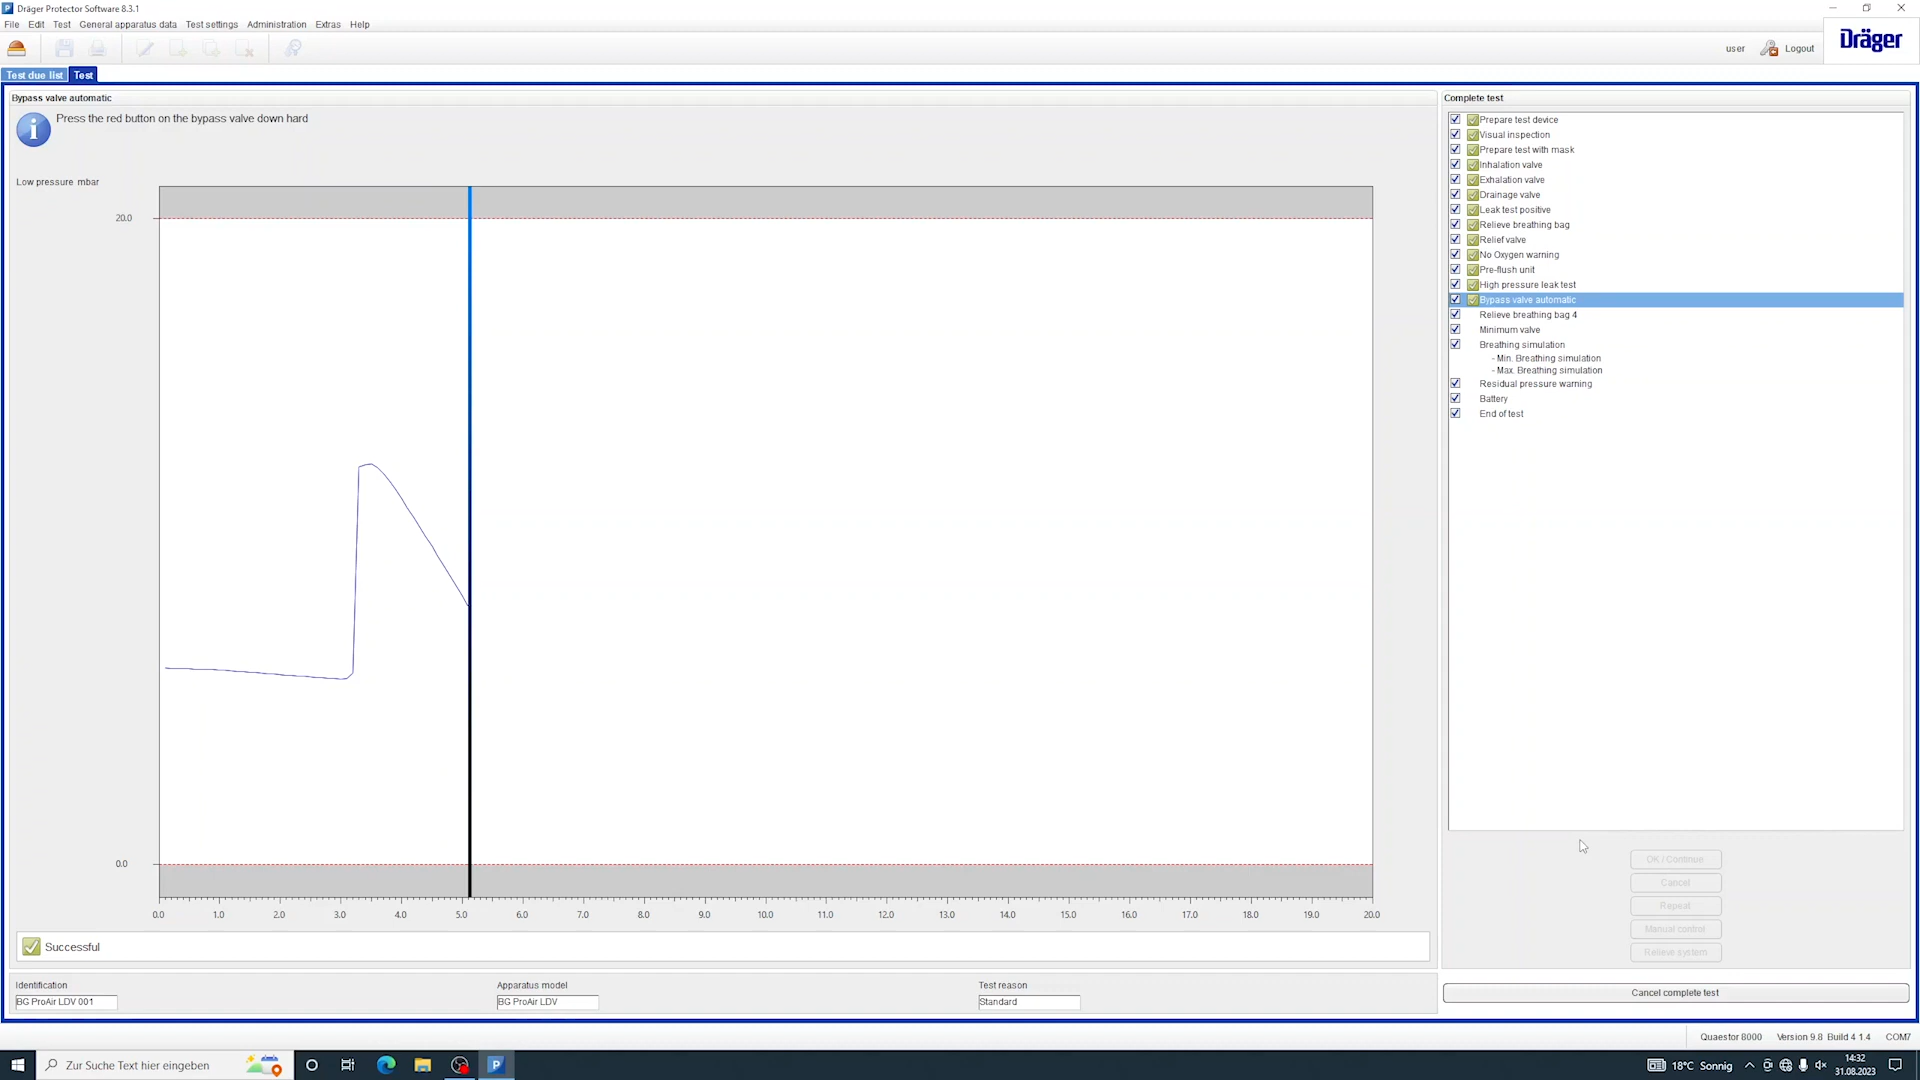 Dräger Protector Software 8.3.1
File Edit Test General apparatus data Test settings Administration Extras Help
user Logout
Dräger
Test due list Test
Bypass valve automatic
Press the red button on the bypass valve down hard
Low pressure mbar
20.0
0.0
0.0 1.0 2.0 3.0 4.0 5.0 6.0 7.0 8.0 9.0 10.0 11.0 12.0 13.0 14.0 15.0 16.0 17.0 18.0 19.0 20.0
Successful
Identification
BG ProAir LDV 001
Apparatus model
BG ProAir LDV
Test reason
Standard
Complete test
Prepare test device
Visual inspection
Prepare test with mask
Inhalation valve
Exhalation valve
Drainage valve
Leak test positive
Relieve breathing bag
Relief valve
No Oxygen warning
Pre-flush unit
High pressure leak test
Bypass valve automatic
Relieve breathing bag 4
Minimum valve
Breathing simulation
- Min. Breathing simulation
- Max. Breathing simulation
Residual pressure warning
Battery
End of test
OK / Continue
Cancel
Repeat
Manual control
Relieve system
Cancel complete test
Quaestor 8000 Version 9.8 Build 4 1.4 COM7
Zur Suche Text hier eingeben
18°C Sonnig
14:32
31.08.2023